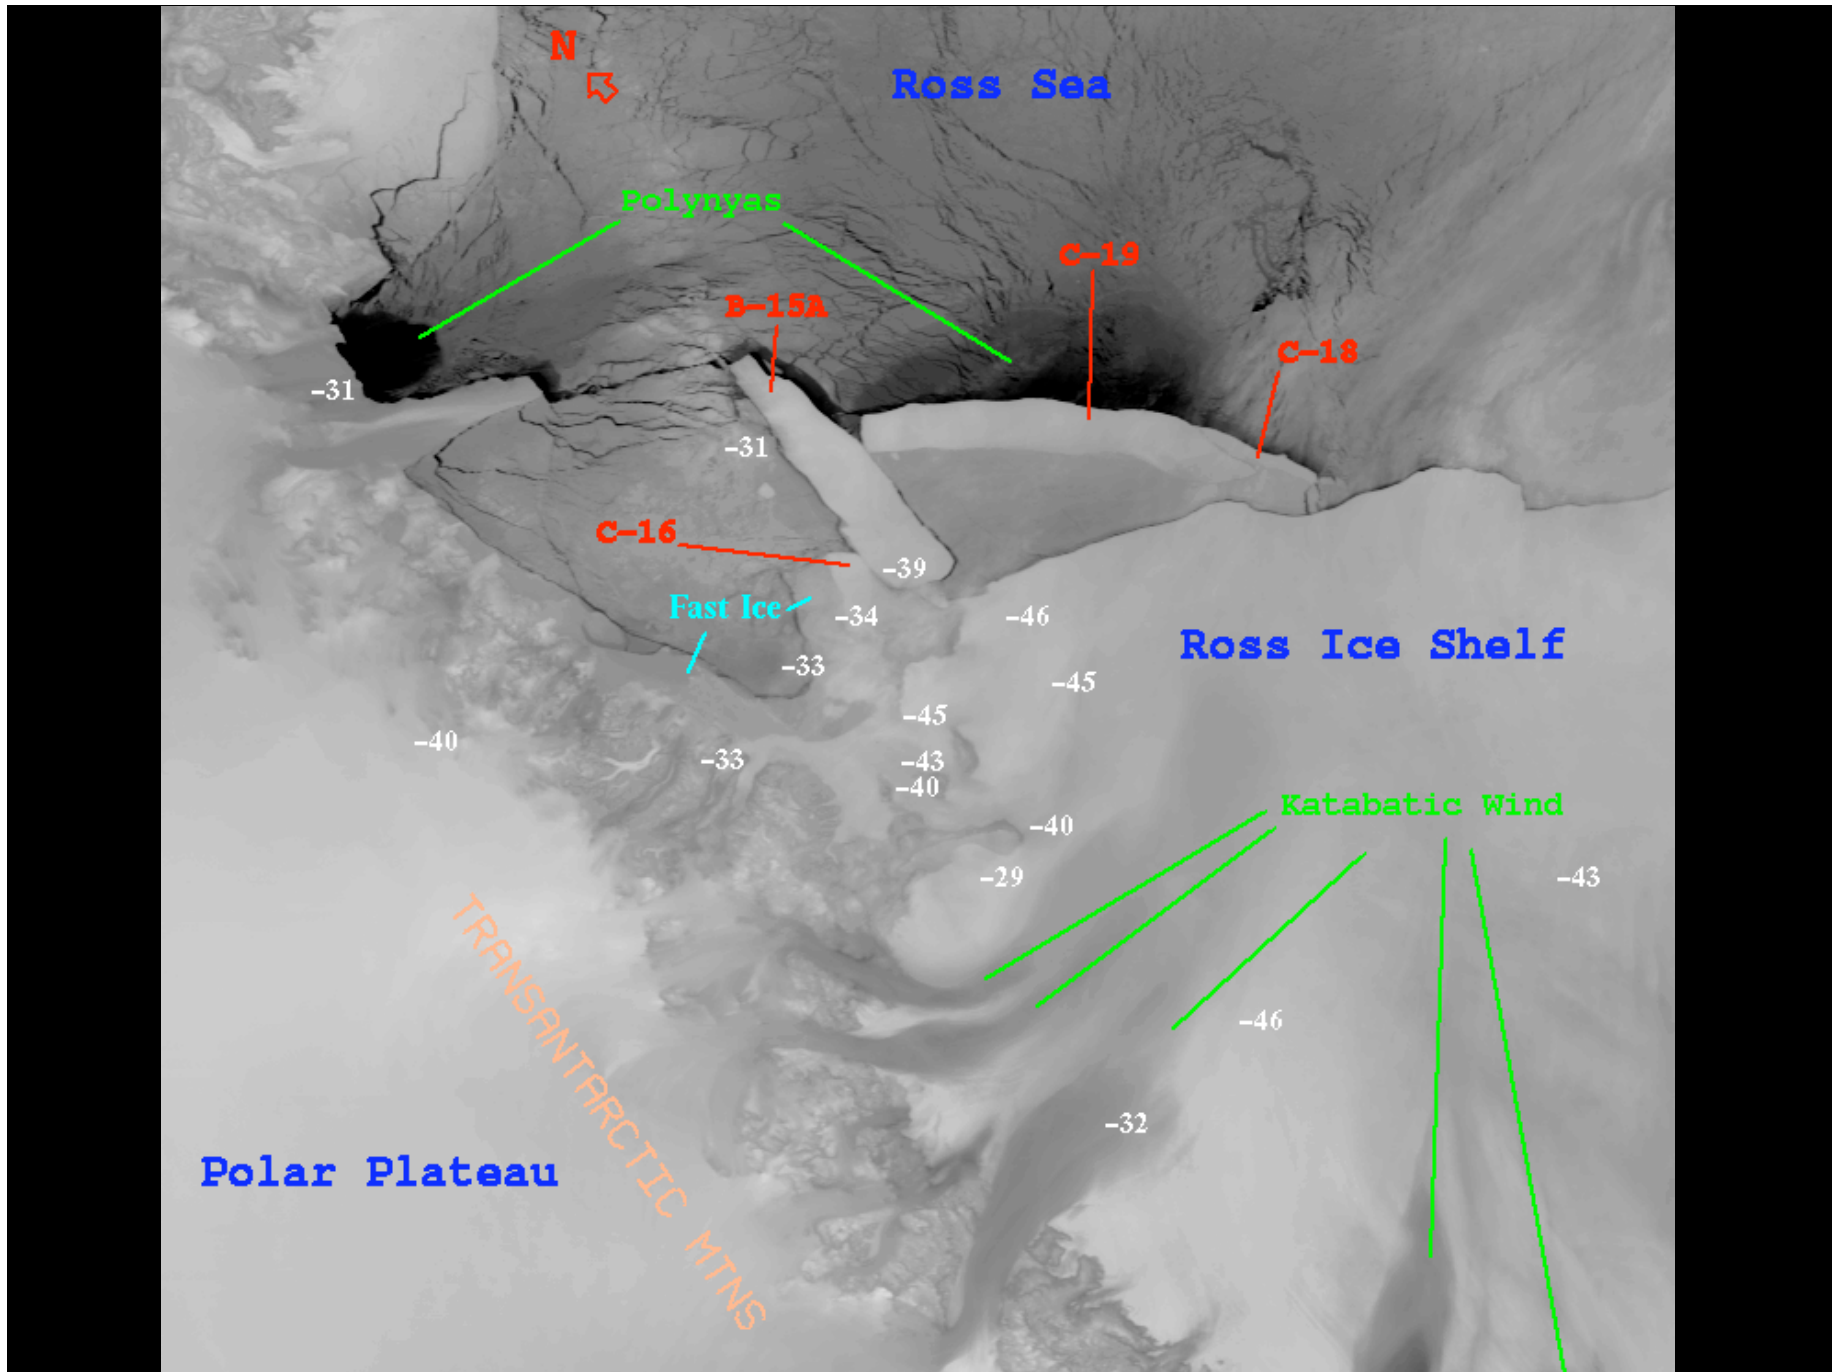 N
Ross Sea
Polynyas
C-19
B-15A
C-18
-31
-31
C-16
-39
Fast Ice
-34
-46
Ross Ice Shelf
-33
-45
-45
-40
-33
-43
-40
Katabatic Wind
-40
-29
-43
TRANSANTARCTIC MTNS
-46
-32
Polar Plateau